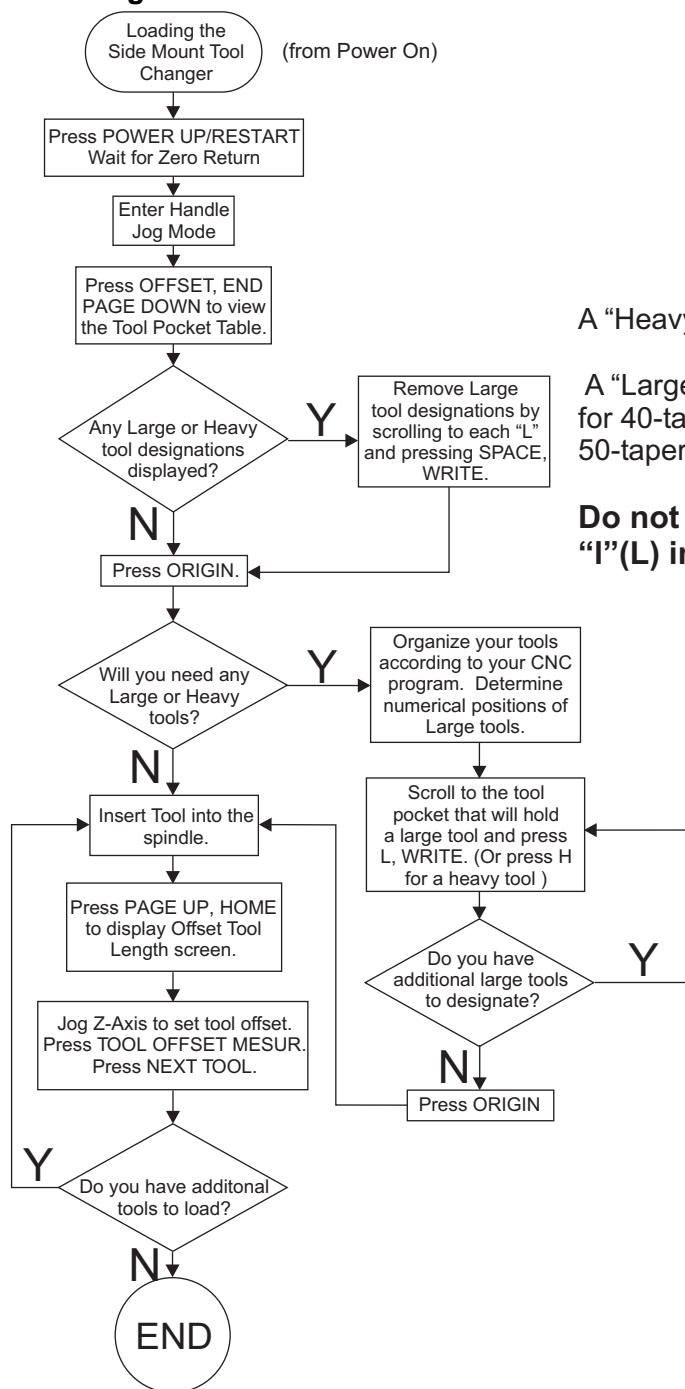 Loading the
Side Mount Tool
Changer
(from Power On)
Press POWER UP/RESTART
Wait for Zero Return
Enter Handle
Jog Mode
Press OFFSET, END
PAGE DOWN to view
the Tool Pocket Table.
Any Large or Heavy
tool designations
displayed?
Y
Remove Large
tool designations by
scrolling to each “L”
and pressing SPACE,
WRITE.
A “Heavy
A “Large
for 40-ta
50-taper
Do not
“l”(L) in
N
Press ORIGIN.
Will you need any
Large or Heavy
tools?
Y
Organize your tools
according to your CNC
program. Determine
numerical positions of
Large tools.
N
Insert Tool into the
spindle.
Scroll to the tool
pocket that will hold
a large tool and press
L, WRITE. (Or press H
for a heavy tool )
Press PAGE UP, HOME
to display Offset Tool
Length screen.
Do you have
additional large tools
to designate?
Y
Jog Z-Axis to set tool offset.
Press TOOL OFFSET MESUR.
Press NEXT TOOL.
N
Press ORIGIN
Y
Do you have additonal
tools to load?
N
END